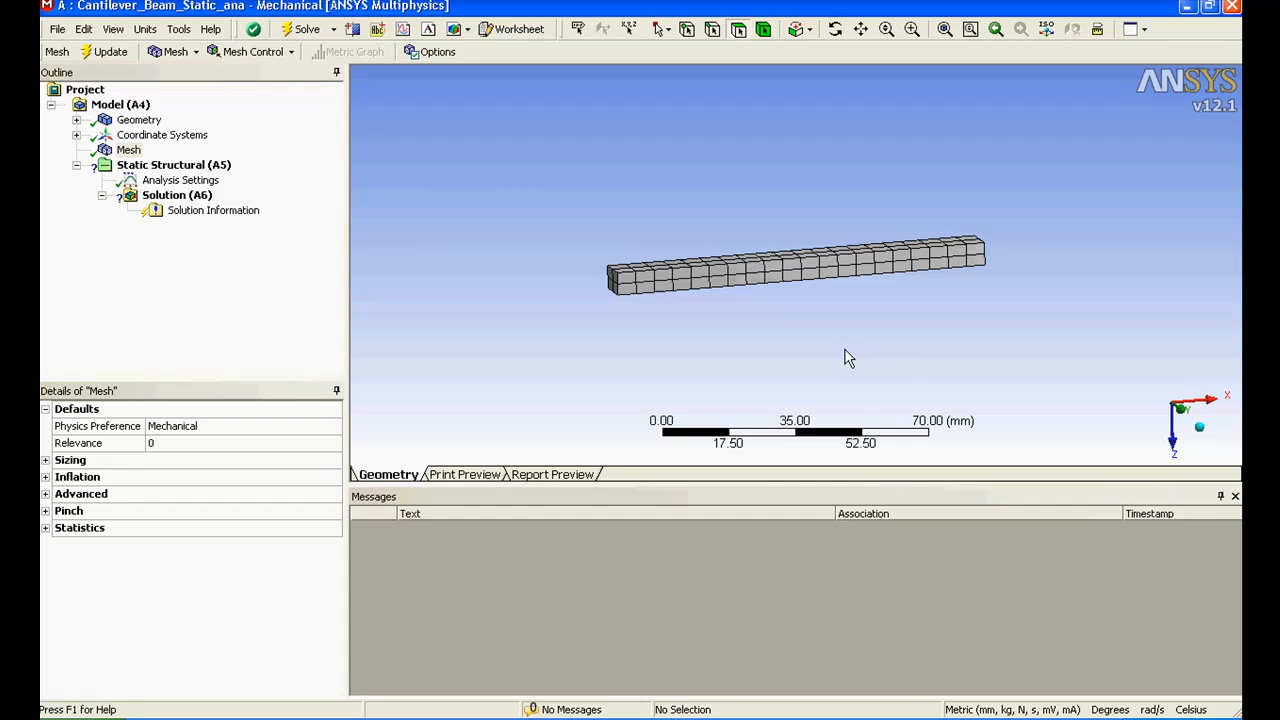 A : Cantilever_Beam_Static_ana - Mechanical [ANSYS Multiphysics]
File Edit View Units Tools Help Solve Worksheet
Mesh Update Mesh Mesh Control Metric Graph Options
Outline
Project
Model (A4)
Geometry
Coordinate Systems
Mesh
Static Structural (A5)
Analysis Settings
Solution (A6)
Solution Information
ANSYS
v12.1
0.00 35.00 70.00 (mm)
17.50 52.50
X
Y
Z
Details of "Mesh"
Defaults
Physics Preference Mechanical
Relevance 0
Sizing
Inflation
Advanced
Pinch
Statistics
Geometry Print Preview Report Preview
Messages
Text Association Timestamp
Press F1 for Help 0 No Messages No Selection Metric (mm, kg, N, s, mV, mA) Degrees rad/s Celsius